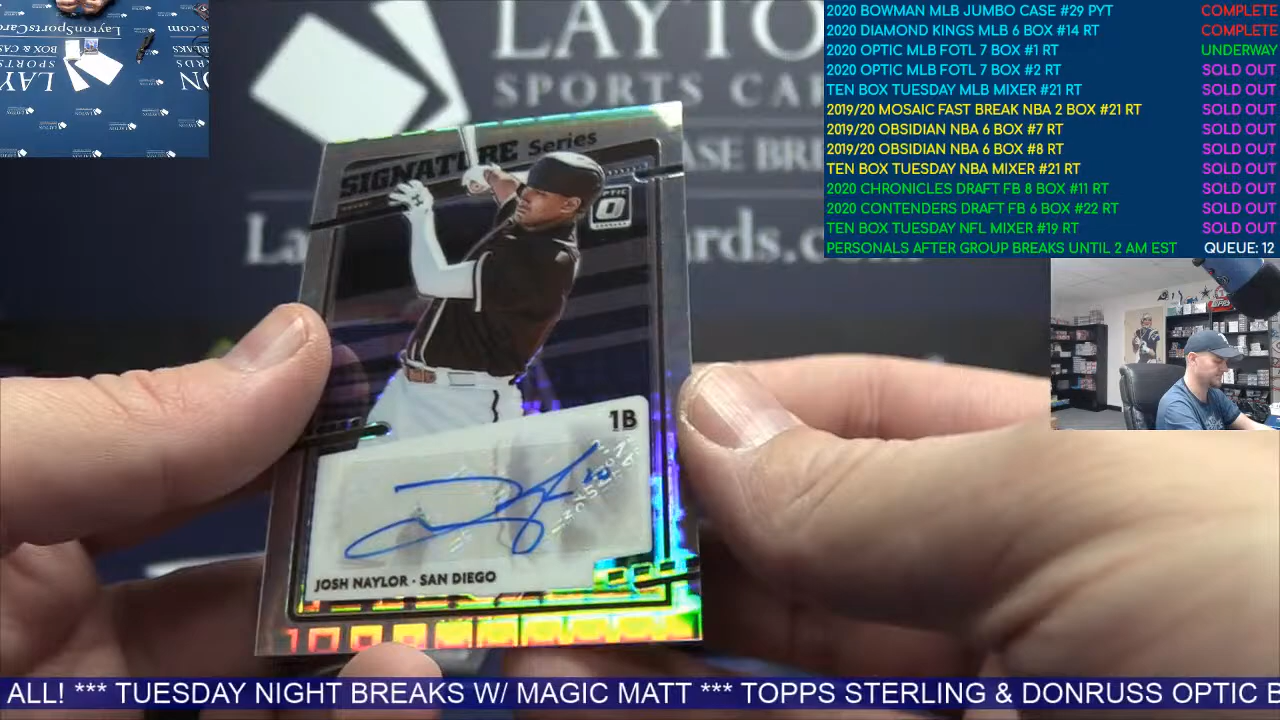 2020 BOWMAN MLB JUMBO CASE #29 PYT COMPLETE
2020 DIAMOND KINGS MLB 6 BOX #14 RT COMPLETE
2020 OPTIC MLB FOTL 7 BOX #1 RT UNDERWAY
2020 OPTIC MLB FOTL 7 BOX #2 RT SOLD OUT
TEN BOX TUESDAY MLB MIXER #21 RT SOLD OUT
2019/20 MOSAIC FAST BREAK NBA 2 BOX #21 RT SOLD OUT
2019/20 OBSIDIAN NBA 6 BOX #7 RT SOLD OUT
2019/20 OBSIDIAN NBA 6 BOX #8 RT SOLD OUT
TEN BOX TUESDAY NBA MIXER #21 RT SOLD OUT
2020 CHRONICLES DRAFT FB 8 BOX #11 RT SOLD OUT
2020 CONTENDERS DRAFT FB 6 BOX #22 RT SOLD OUT
TEN BOX TUESDAY NFL MIXER #19 RT SOLD OUT
PERSONALS AFTER GROUP BREAKS UNTIL 2 AM EST QUEUE: 12
LAYTO
SPORTS CA
SIGNATURE Series
OPTIC
1B
JOSH NAYLOR · SAN DIEGO
ALL! *** TUESDAY NIGHT BREAKS W/ MAGIC MATT *** TOPPS STERLING & DONRUSS OPTIC B